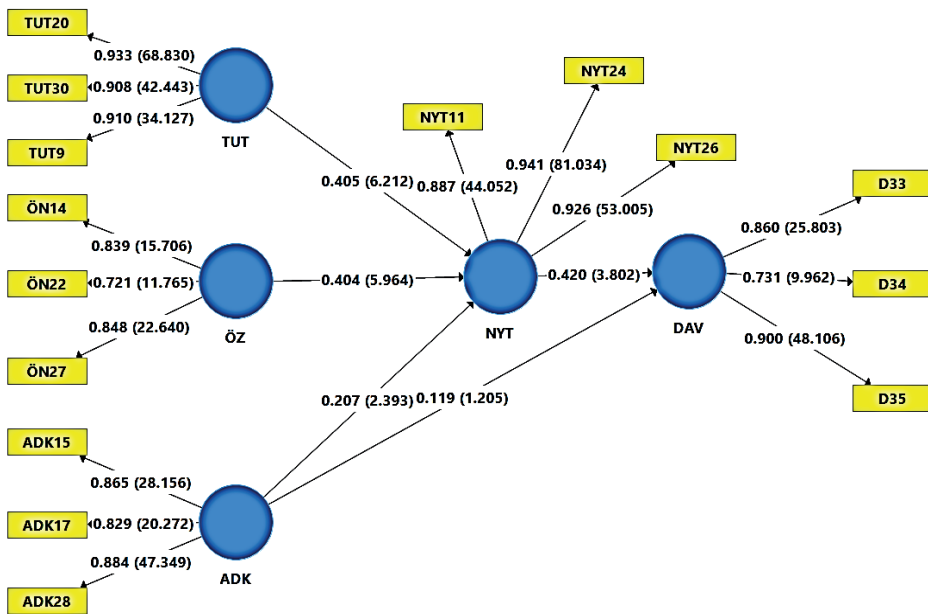 TUT20
0.933 (68.830)
TUT30
0.908 (42.443)
0.910 (34.127)
TUT9
TUT
ÖN14
0.839 (15.706)
ÖN22
0.721 (11.765)
0.848 (22.640)
ÖN27
ÖZ
ADK15
0.865 (28.156)
ADK17
0.829 (20.272)
0.884 (47.349)
ADK28
ADK
0.405 (6.212)
0.404 (5.964)
0.207 (2.393)
0.119 (1.205)
NYT11
0.887 (44.052)
NYT24
0.941 (81.034)
NYT26
0.926 (53.005)
NYT
0.420 (3.802)
DAV
D33
0.860 (25.803)
0.731 (9.962)
D34
0.900 (48.106)
D35